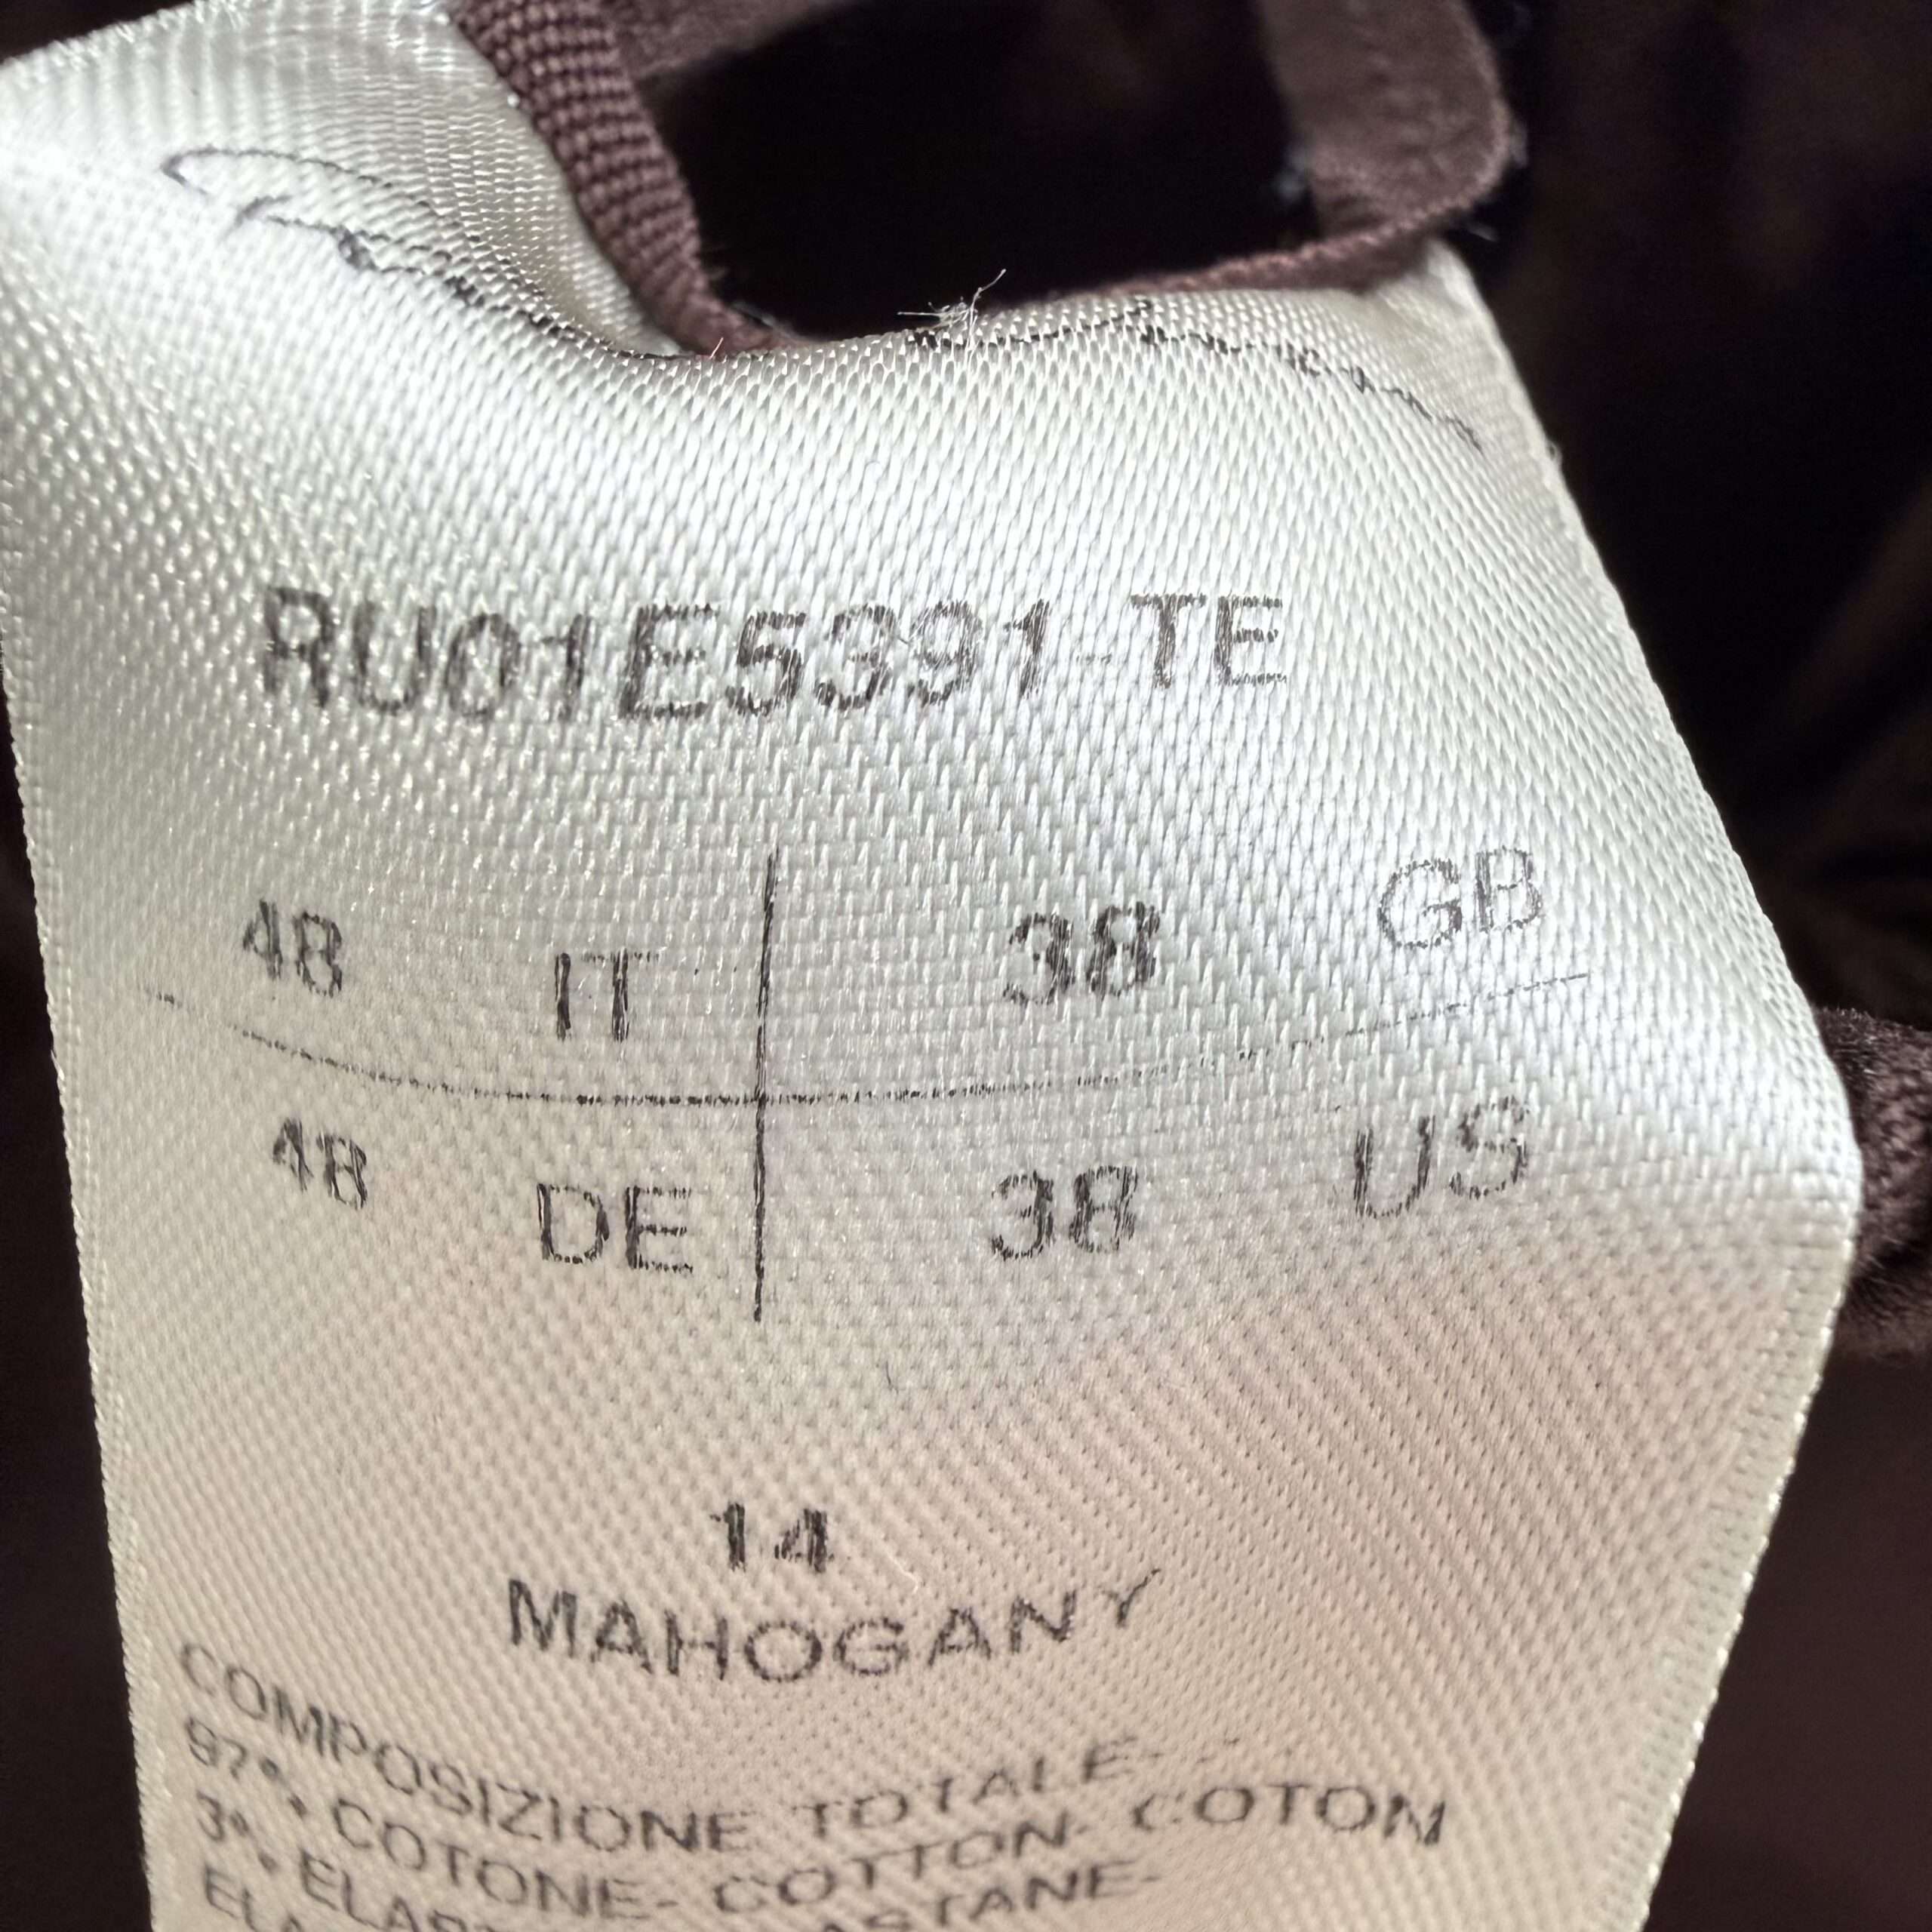 RU01E5391-TE
48 IT 38 GB
48 DE 38 US
14
MAHOGANY
COMPOSIZIONE TOTALE-
97% COTONE- COTTON- COTON
3%